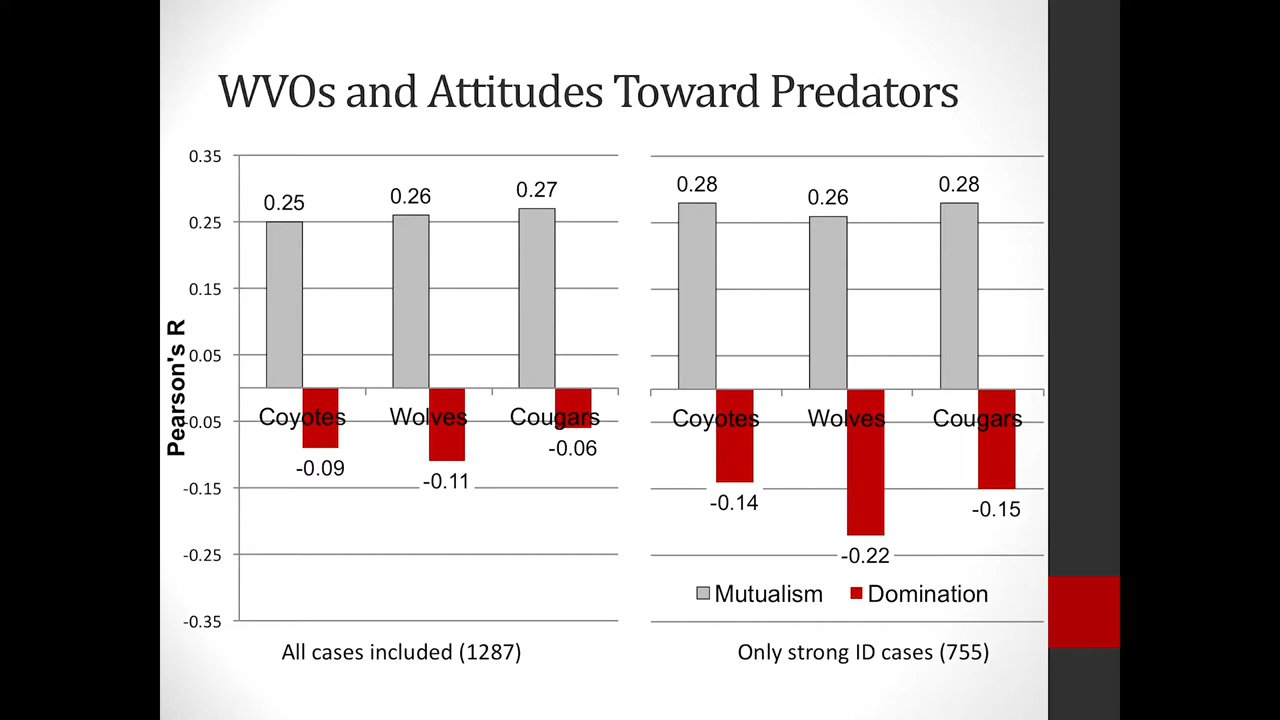 WVOs and Attitudes Toward Predators
Pearson's R
0.35
0.25
0.15
0.05
-0.05
-0.15
-0.25
-0.35
0.25
0.26
0.27
Coyotes
Wolves
Cougars
-0.09
-0.11
-0.06
All cases included (1287)
0.28
0.26
0.28
Coyotes
Wolves
Cougars
-0.14
-0.22
-0.15
Mutualism
Domination
Only strong ID cases (755)